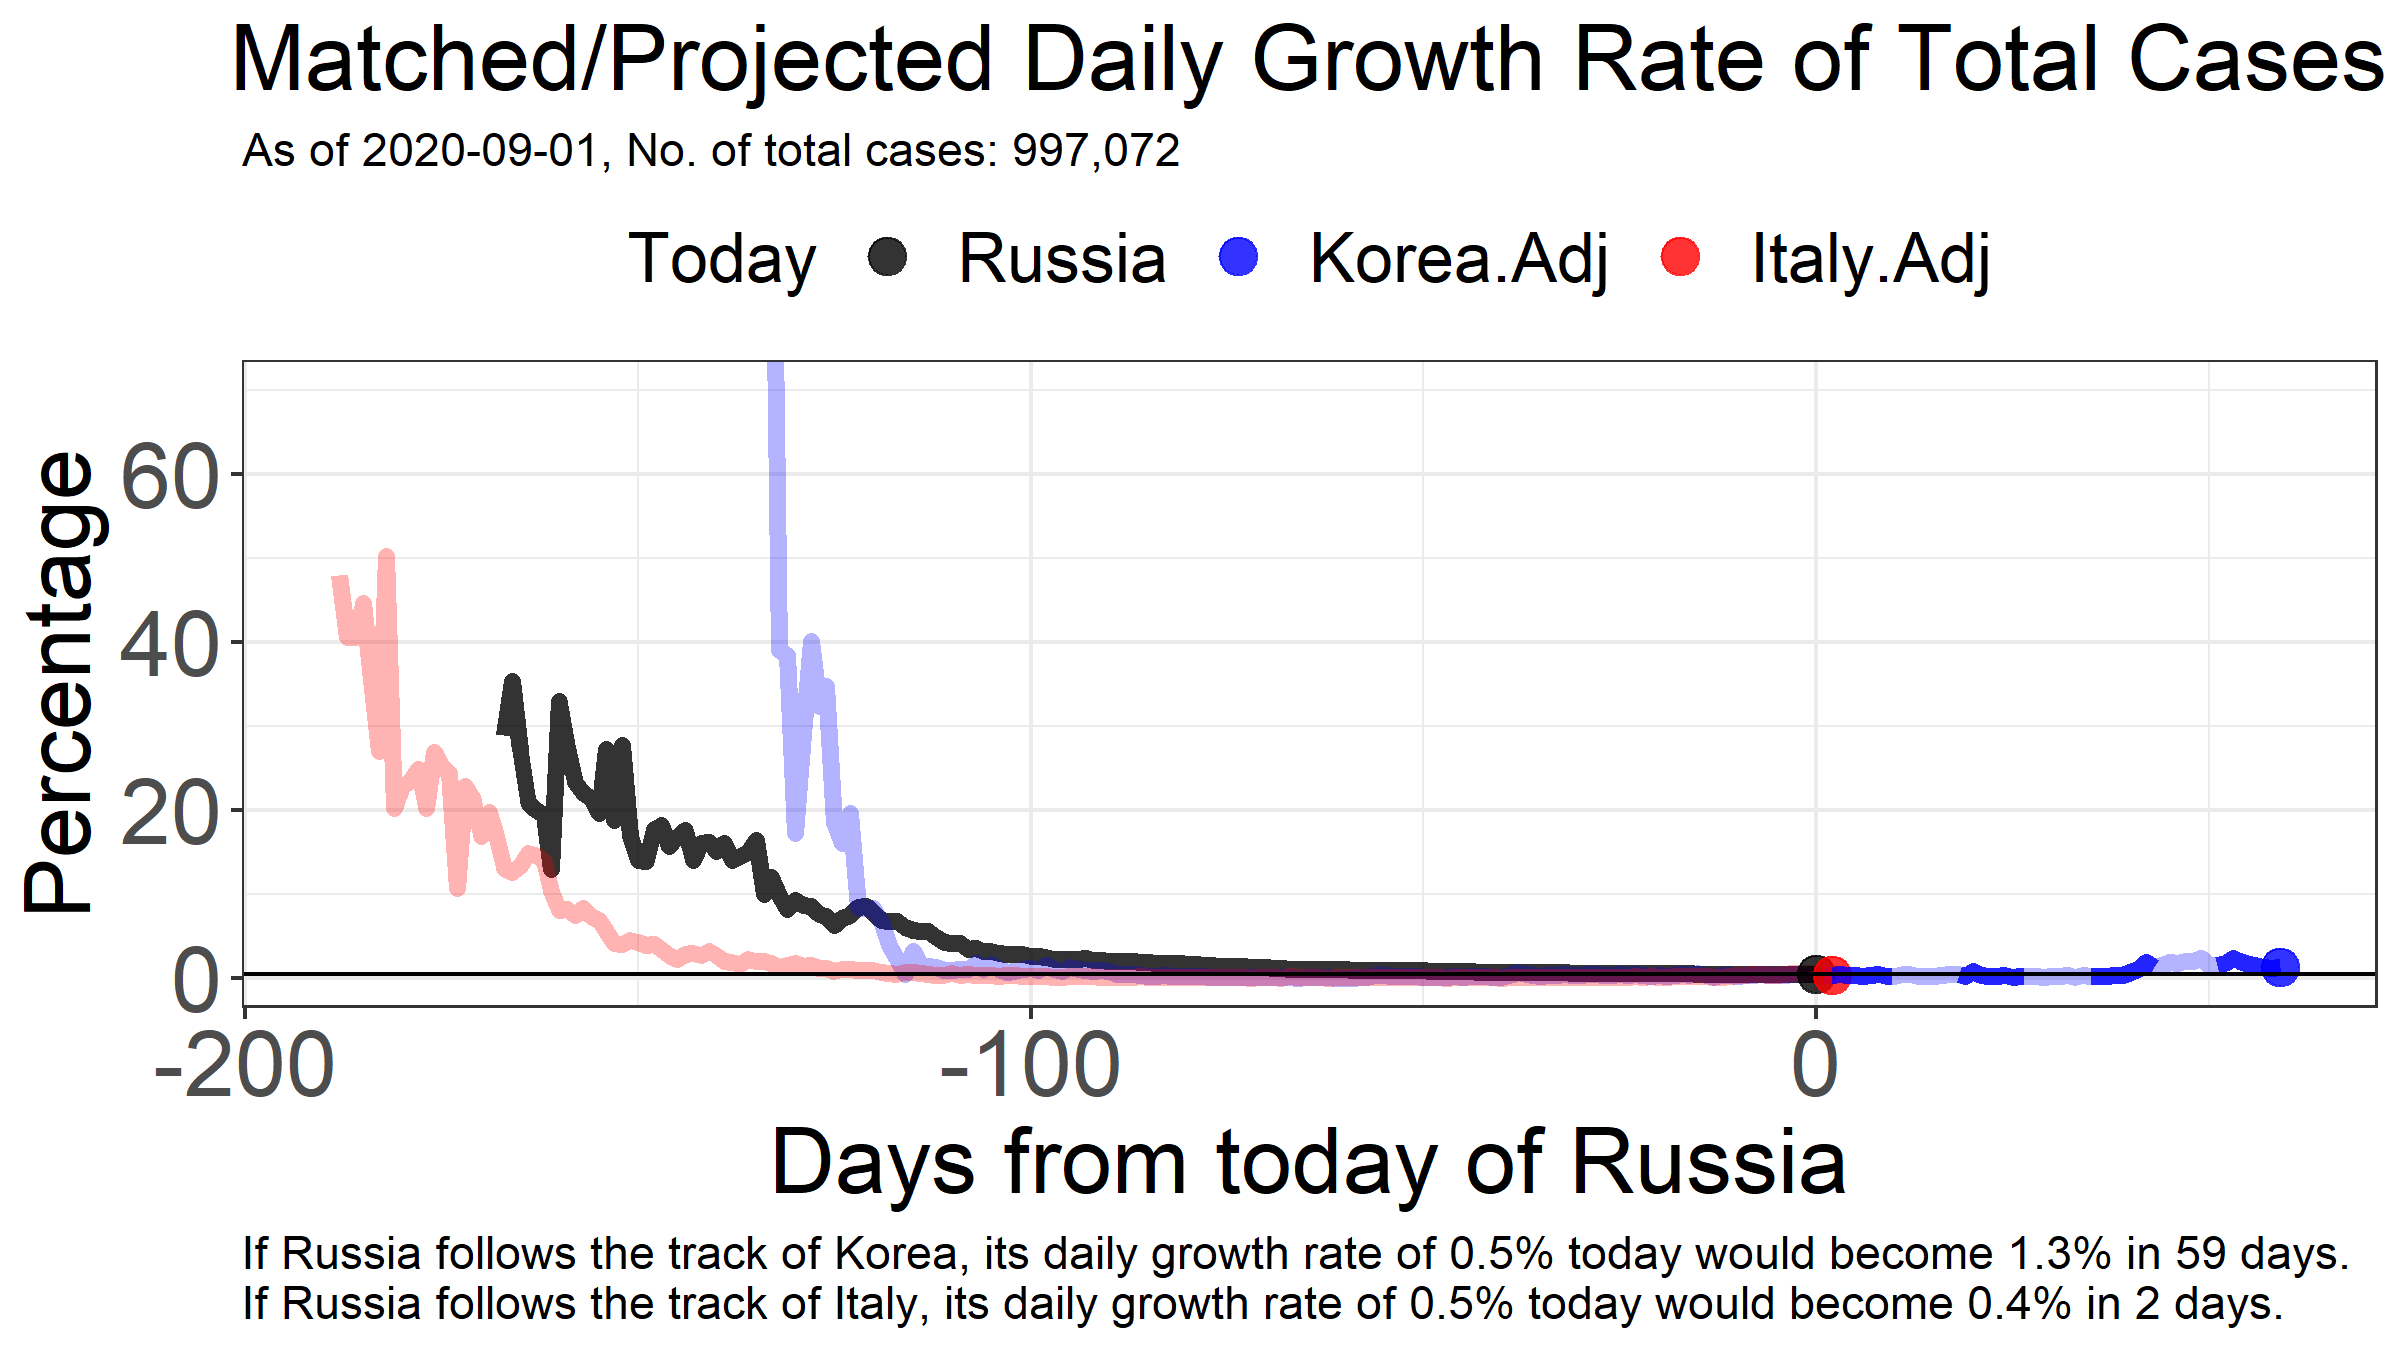 Matched/Projected Daily Growth Rate of Total Cases
As of 2020-09-01, No. of total cases: 997,072
Today Russia Korea.Adj Italy.Adj
Percentage
60
40
20
0
-200 -100 0
Days from today of Russia
If Russia follows the track of Korea, its daily growth rate of 0.5% today would become 1.3% in 59 days.
If Russia follows the track of Italy, its daily growth rate of 0.5% today would become 0.4% in 2 days.